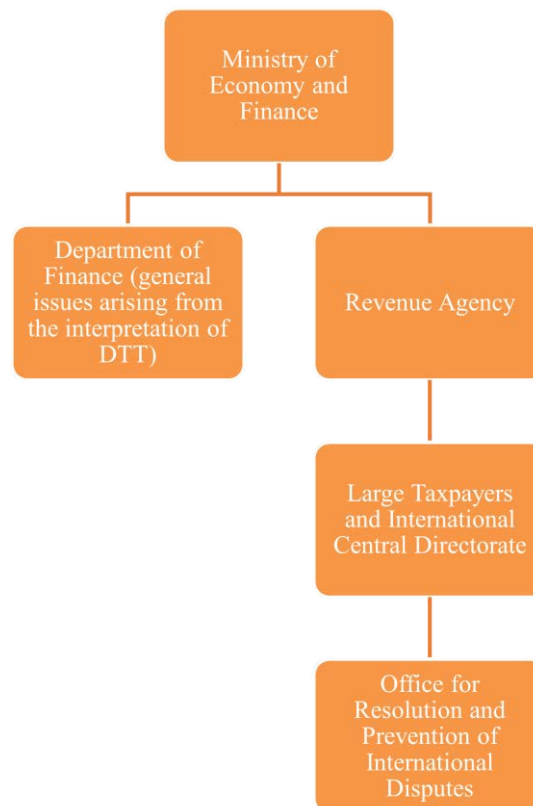 Ministry of
Economy and
Finance
Department of
Finance (general
issues arising from
the interpretation of
DTT)
Revenue Agency
Large Taxpayers
and International
Central Directorate
Office for
Resolution and
Prevention of
International
Disputes